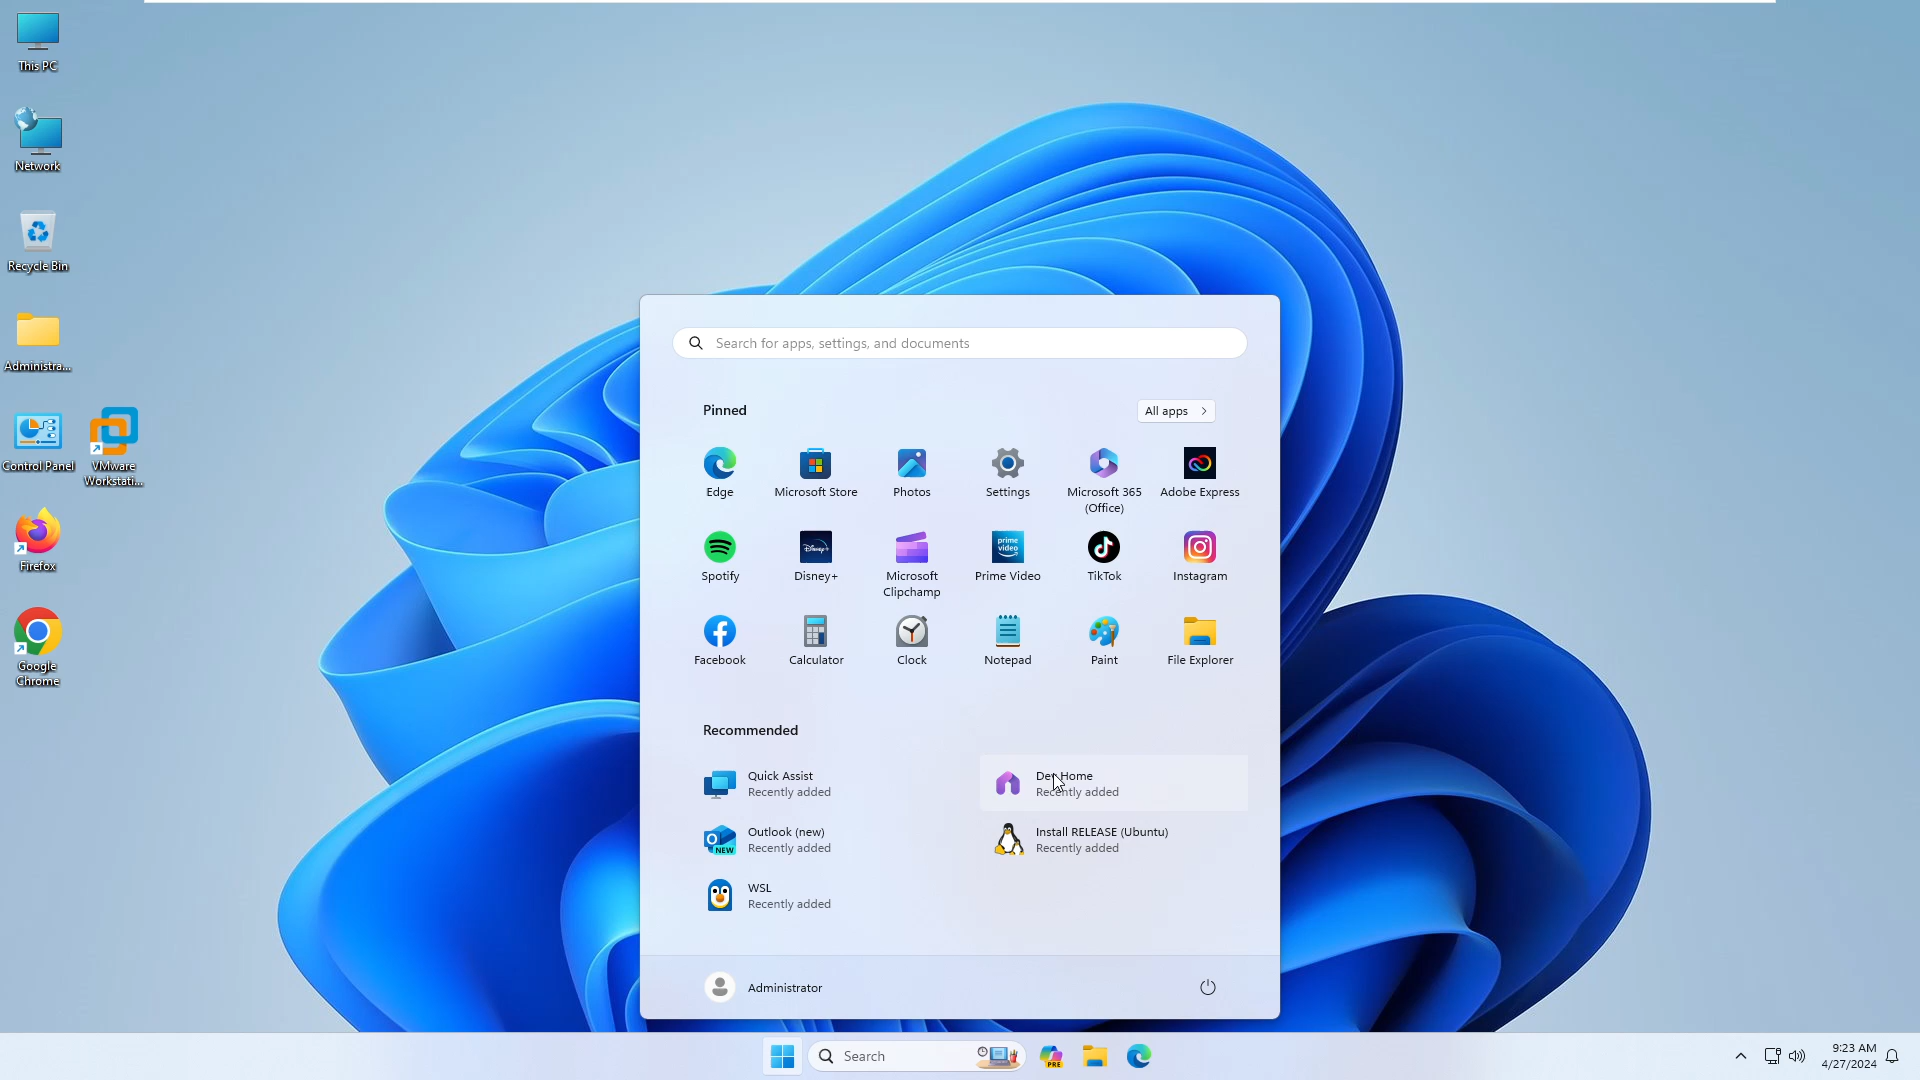 This PC
Network
Recycle Bin
Administra...
Control Panel
VMware
Workstati...
Firefox
Google
Chrome
Search for apps, settings, and documents
Pinned
All apps
Edge
Microsoft Store
Photos
Settings
Microsoft 365
(Office)
Adobe Express
Spotify
Disney+
Microsoft
Clipchamp
Prime Video
prime
video
TikTok
Instagram
Facebook
Calculator
Clock
Notepad
Paint
File Explorer
Recommended
Quick Assist
Recently added
Dev Home
Recently added
NEW
Outlook (new)
Recently added
Install RELEASE (Ubuntu)
Recently added
WSL
Recently added
Administrator
Search
PRE
9:23 AM
4/27/2024